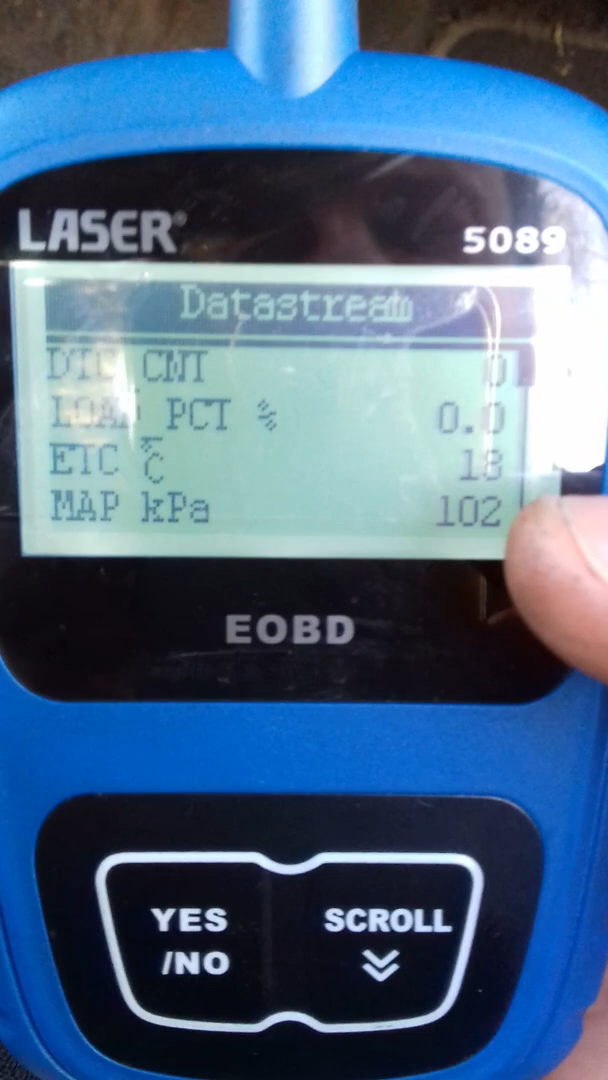 LASER®
5089
Datastream
DTC CNT 0
LOAD PCT % 0.0
ETC °C 18
MAP kPa 102
EOBD
YES
/NO
SCROLL